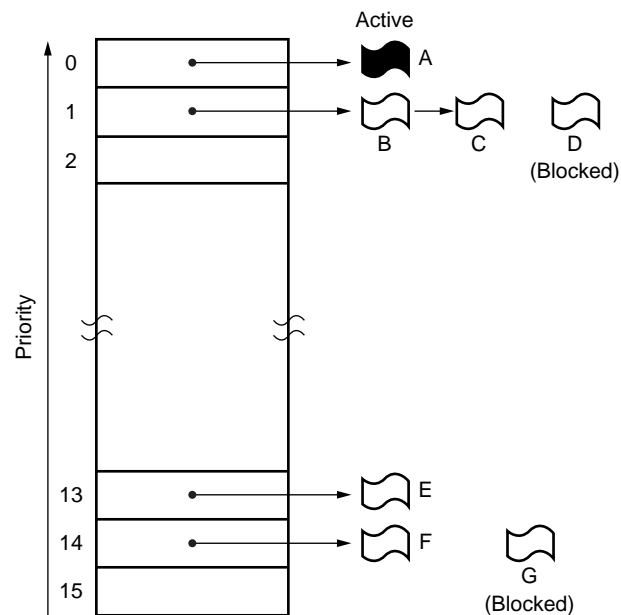 Active
0
A
1
B
C
D
(Blocked)
2
Priority
13
E
14
F
G
(Blocked)
15